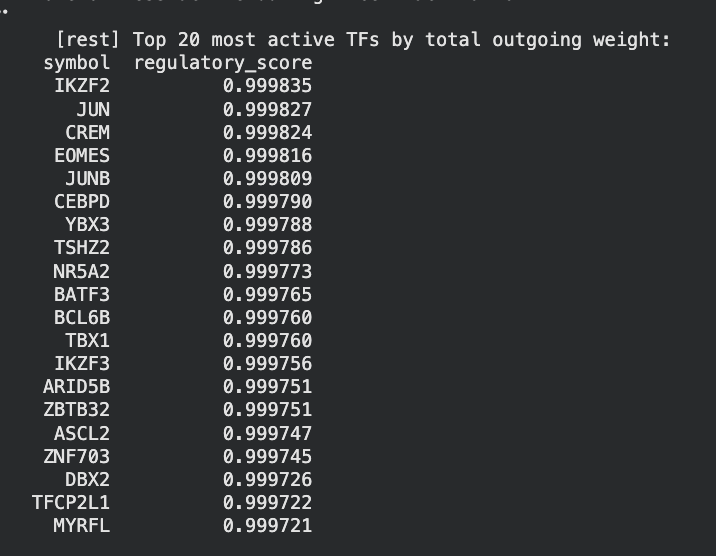 [rest] Top 20 most active TFs by total outgoing weight:
symbol regulatory_score
IKZF2 0.999835
JUN 0.999827
CREM 0.999824
EOMES 0.999816
JUNB 0.999809
CEBPD 0.999790
YBX3 0.999788
TSHZ2 0.999786
NR5A2 0.999773
BATF3 0.999765
BCL6B 0.999760
TBX1 0.999760
IKZF3 0.999756
ARID5B 0.999751
ZBTB32 0.999751
ASCL2 0.999747
ZNF703 0.999745
DBX2 0.999726
TFCP2L1 0.999722
MYRFL 0.999721